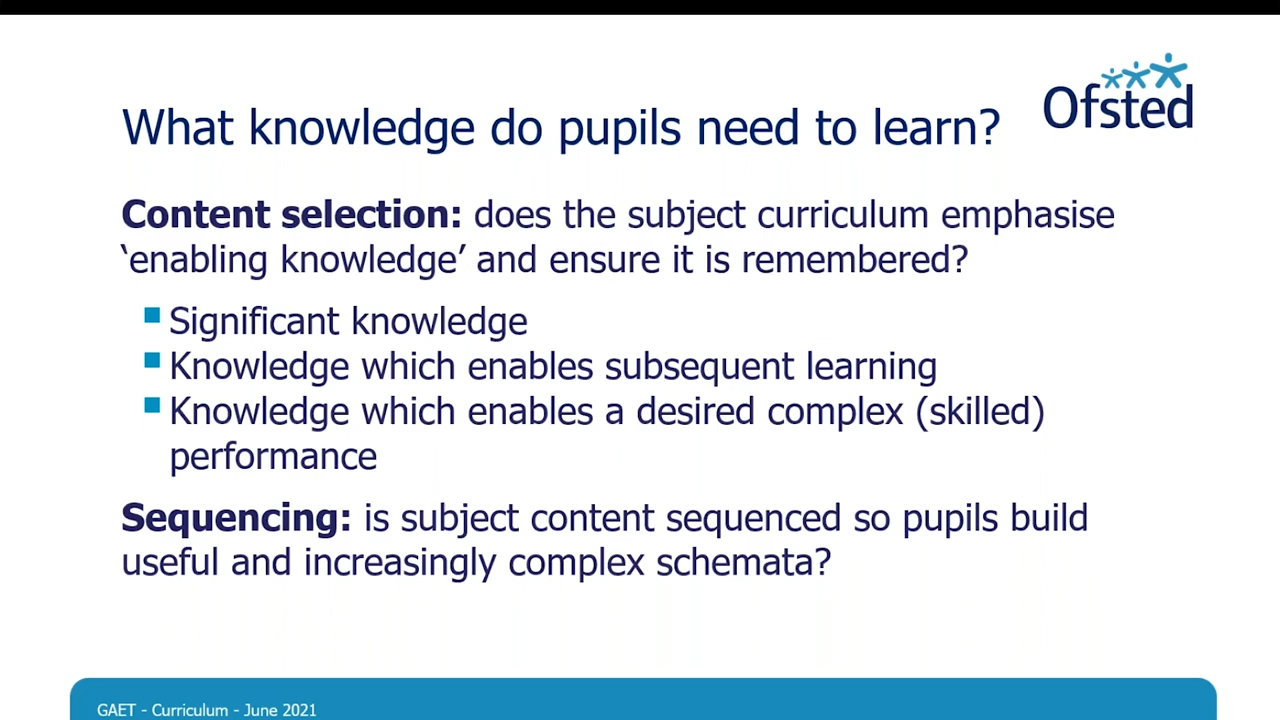 Ofsted
What knowledge do pupils need to learn?
Content selection: does the subject curriculum emphasise
‘enabling knowledge’ and ensure it is remembered?
Significant knowledge
Knowledge which enables subsequent learning
Knowledge which enables a desired complex (skilled)
performance
Sequencing: is subject content sequenced so pupils build
useful and increasingly complex schemata?
GAET - Curriculum - June 2021